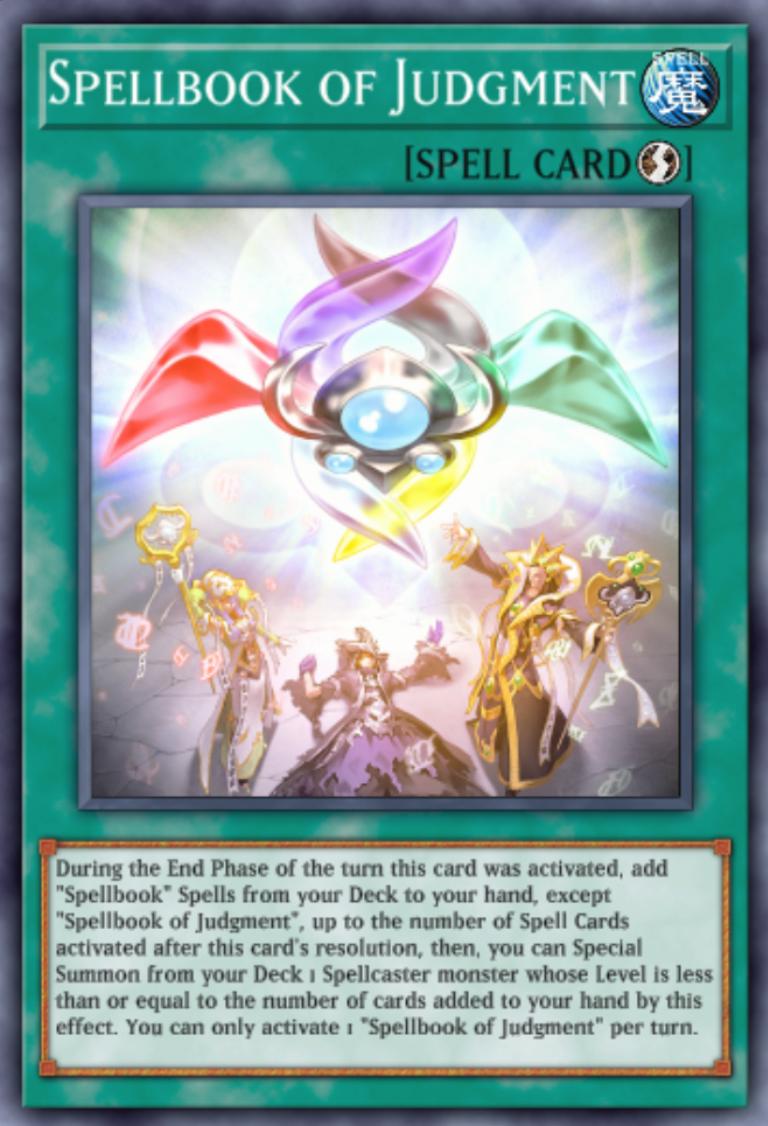 SPELLBOOK OF JUDGMENT
SPELL
魔
[SPELL CARD]
During the End Phase of the turn this card was activated, add
"Spellbook" Spells from your Deck to your hand, except
"Spellbook of Judgment", up to the number of Spell Cards
activated after this card's resolution, then, you can Special
Summon from your Deck 1 Spellcaster monster whose Level is less
than or equal to the number of cards added to your hand by this
effect. You can only activate 1 "Spellbook of Judgment" per turn.